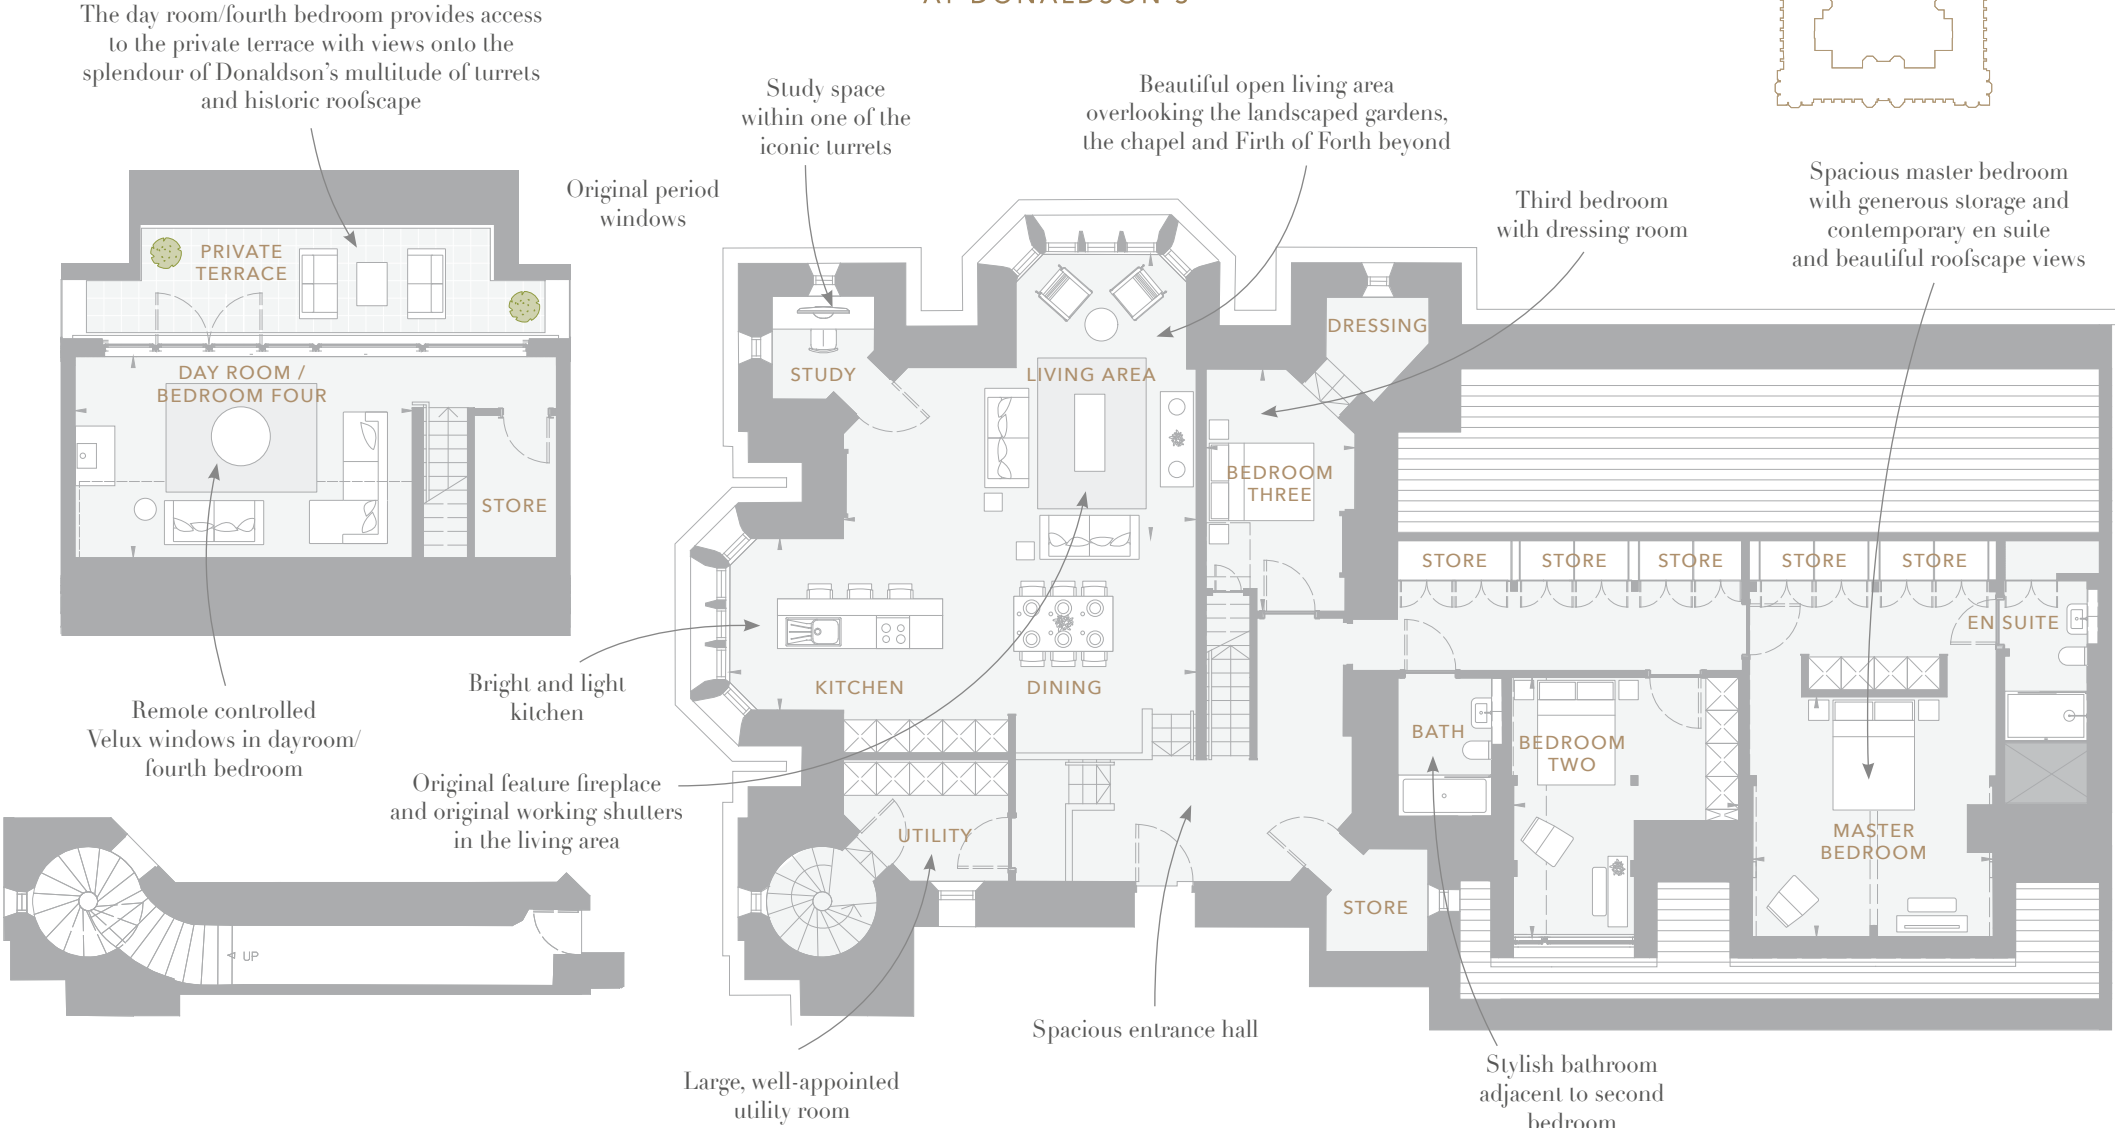 AT DONALDSON'S
The day room/fourth bedroom provides access
to the private terrace with views onto the
splendour of Donaldson's multitude of turrets
and historic roofscape
Study space
within one of the
iconic turrets
Beautiful open living area
overlooking the landscaped gardens,
the chapel and Firth of Forth beyond
Original period
windows
Third bedroom
with dressing room
Spacious master bedroom
with generous storage and
contemporary en suite
and beautiful roofscape views
PRIVATE
TERRACE
DAY ROOM /
BEDROOM FOUR
STORE
STUDY
LIVING AREA
DRESSING
BEDROOM
THREE
STORE
STORE
STORE
STORE
STORE
EN SUITE
KITCHEN
DINING
BATH
BEDROOM
TWO
MASTER
BEDROOM
UTILITY
STORE
Remote controlled
Velux windows in dayroom/
fourth bedroom
Bright and light
kitchen
Original feature fireplace
and original working shutters
in the living area
UP
Spacious entrance hall
Large, well-appointed
utility room
Stylish bathroom
adjacent to second
bedroom